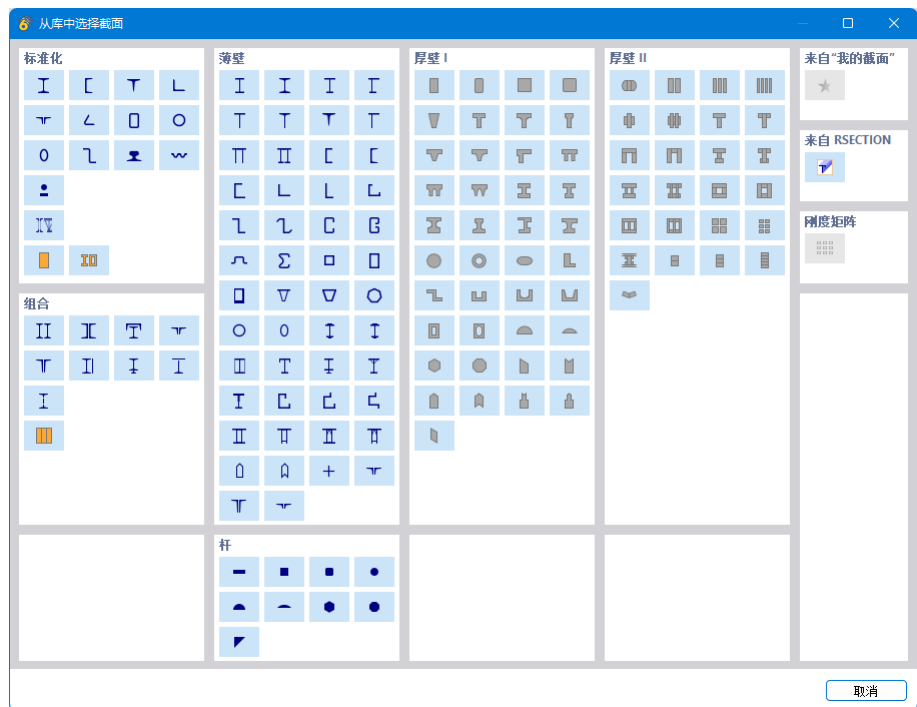 从库中选择截面
标准化
薄壁
厚壁 I
厚壁 II
来自“我的截面”
来自 RSECTION
刚度矩阵
组合
杆
取消